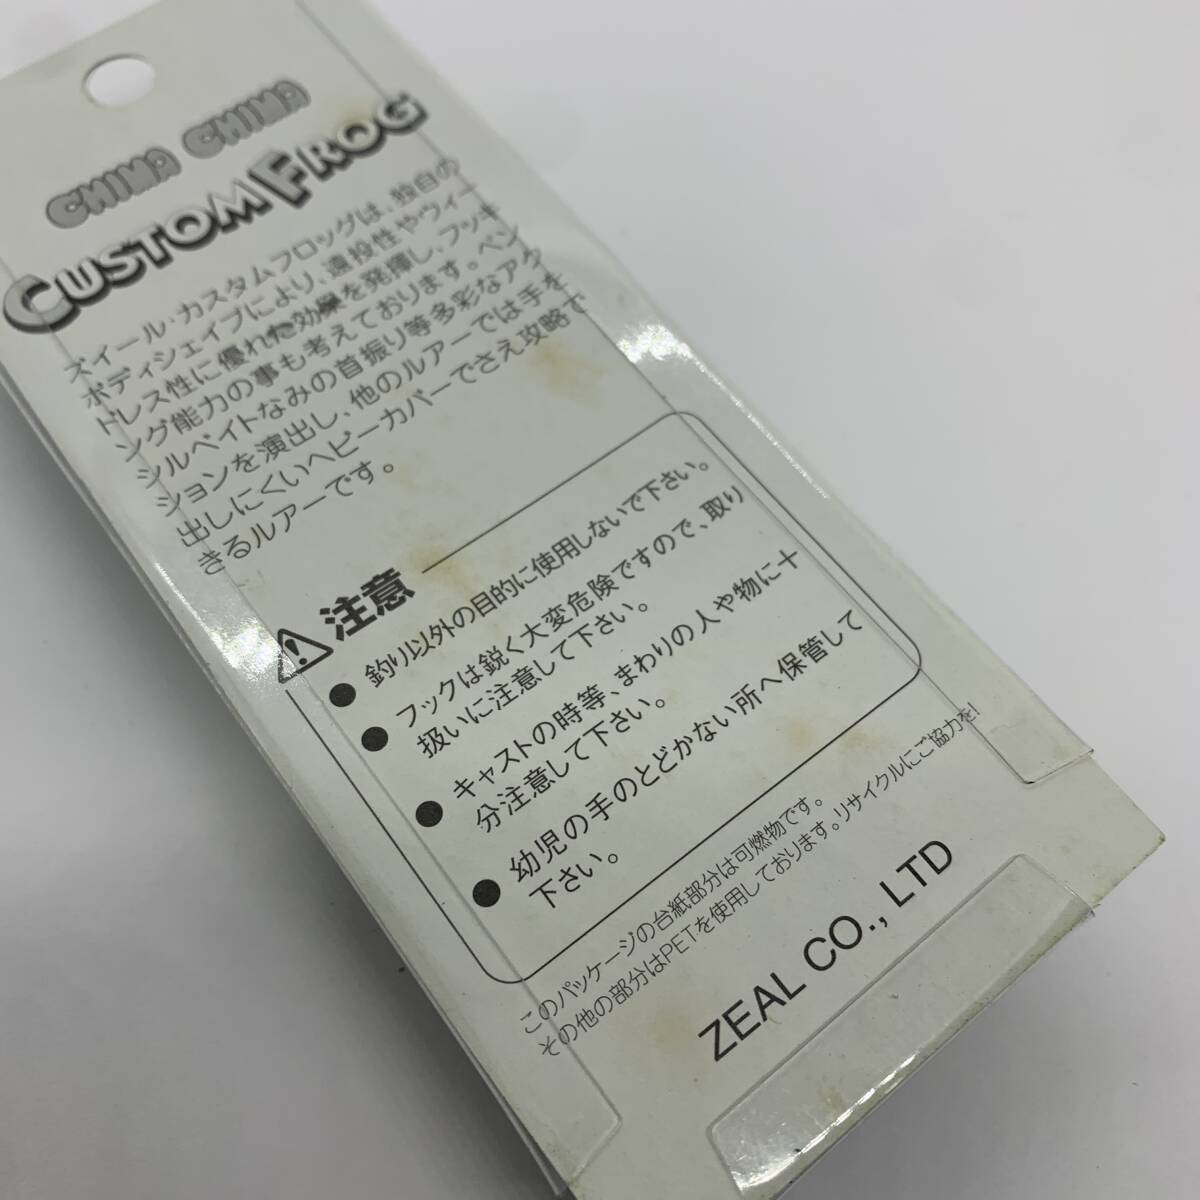 CHIMA CHIMA
CUSTOM FROG
ズイール・カスタムフロッグは、独自の
ボディシェイプにより、遠投性やウィー
ドレス性に優れた効果を発揮し、フッキ
ング能力の事も考えております。ペン
シルベイトなみの首振り等多彩なアク
ションを演出し、他のルアーでは手を
出しにくいヘビーカバーでさえ攻略で
きるルアーです。
注意
● 釣り以外の目的に使用しないで下さい。
● フックは鋭く大変危険ですので、取り
扱いに注意して下さい。
● キャストの時等、まわりの人や物に十
分注意して下さい。
● 幼児の手のとどかない所へ保管して
下さい。
このパッケージの台紙部分は可燃物です。
その他の部分はPETを使用しております。リサイクルにご協力を!
ZEAL CO., LTD